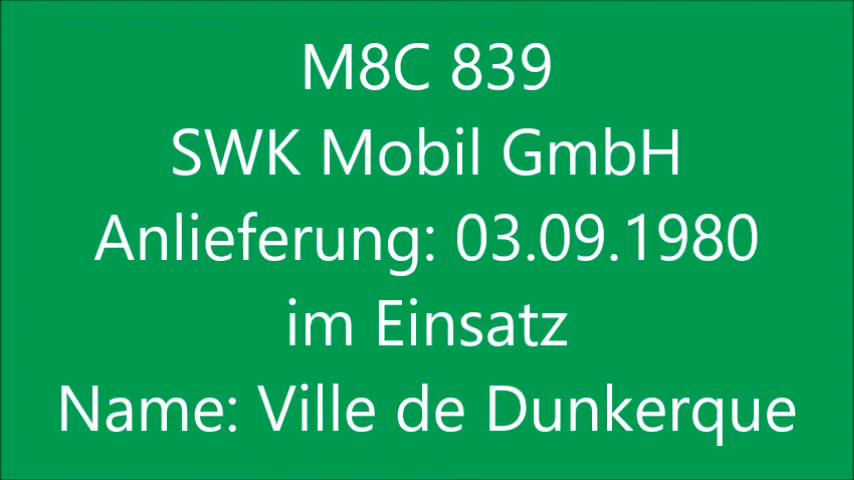 M8C 839
SWK Mobil GmbH
Anlieferung: 03.09.1980
im Einsatz
Name: Ville de Dunkerque